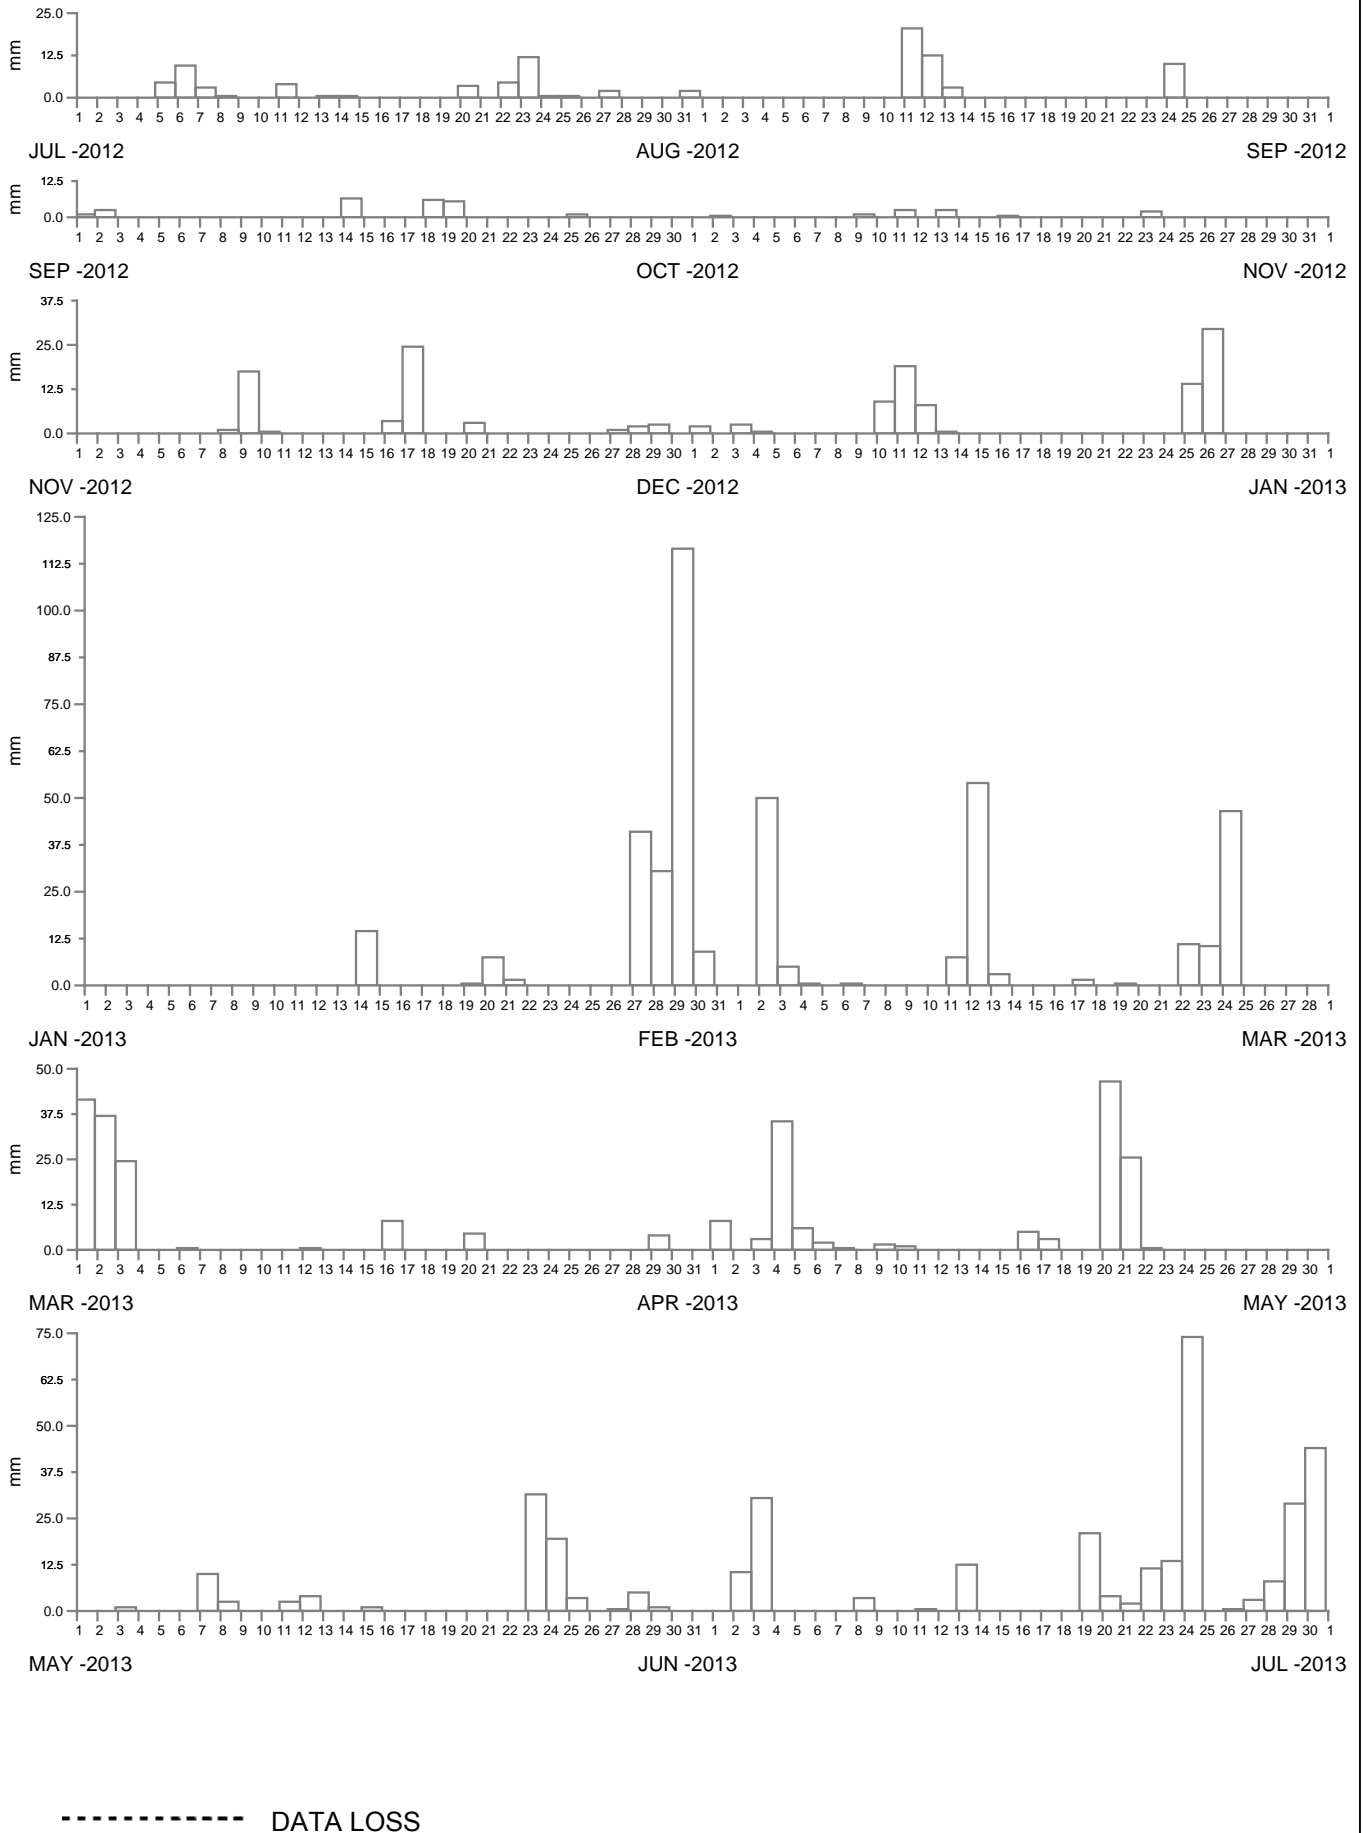 25.0
12.5
0.0
mm
1 2 3 4 5 6 7 8 9 10 11 12 13 14 15 16 17 18 19 20 21 22 23 24 25 26 27 28 29 30 31 1 2 3 4 5 6 7 8 9 10 11 12 13 14 15 16 17 18 19 20 21 22 23 24 25 26 27 28 29 30 31 1
JUL -2012 AUG -2012 SEP -2012
12.5
0.0
mm
1 2 3 4 5 6 7 8 9 10 11 12 13 14 15 16 17 18 19 20 21 22 23 24 25 26 27 28 29 30 1 2 3 4 5 6 7 8 9 10 11 12 13 14 15 16 17 18 19 20 21 22 23 24 25 26 27 28 29 30 31 1
SEP -2012 OCT -2012 NOV -2012
37.5
25.0
12.5
0.0
mm
1 2 3 4 5 6 7 8 9 10 11 12 13 14 15 16 17 18 19 20 21 22 23 24 25 26 27 28 29 30 1 2 3 4 5 6 7 8 9 10 11 12 13 14 15 16 17 18 19 20 21 22 23 24 25 26 27 28 29 30 31 1
NOV -2012 DEC -2012 JAN -2013
125.0
112.5
100.0
87.5
75.0
62.5
50.0
37.5
25.0
12.5
0.0
mm
1 2 3 4 5 6 7 8 9 10 11 12 13 14 15 16 17 18 19 20 21 22 23 24 25 26 27 28 29 30 31 1 2 3 4 5 6 7 8 9 10 11 12 13 14 15 16 17 18 19 20 21 22 23 24 25 26 27 28 1
JAN -2013 FEB -2013 MAR -2013
50.0
37.5
25.0
12.5
0.0
mm
1 2 3 4 5 6 7 8 9 10 11 12 13 14 15 16 17 18 19 20 21 22 23 24 25 26 27 28 29 30 31 1 2 3 4 5 6 7 8 9 10 11 12 13 14 15 16 17 18 19 20 21 22 23 24 25 26 27 28 29 30 1
MAR -2013 APR -2013 MAY -2013
75.0
62.5
50.0
37.5
25.0
12.5
0.0
mm
1 2 3 4 5 6 7 8 9 10 11 12 13 14 15 16 17 18 19 20 21 22 23 24 25 26 27 28 29 30 31 1 2 3 4 5 6 7 8 9 10 11 12 13 14 15 16 17 18 19 20 21 22 23 24 25 26 27 28 29 30 1
MAY -2013 JUN -2013 JUL -2013
DATA LOSS